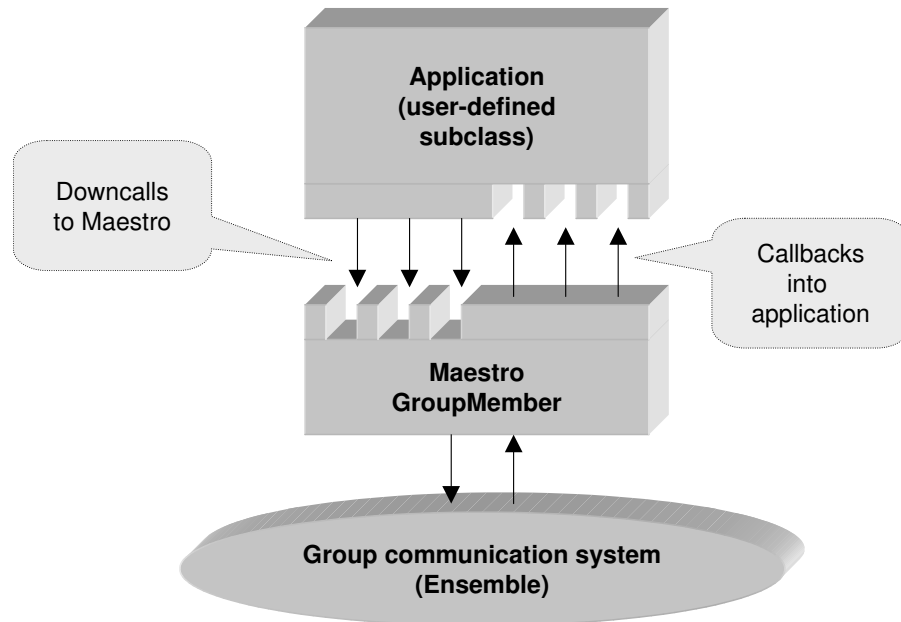 Application
(user-defined
subclass)
Downcalls
to Maestro
Callbacks
into
application
Maestro
GroupMember
Group communication system
(Ensemble)